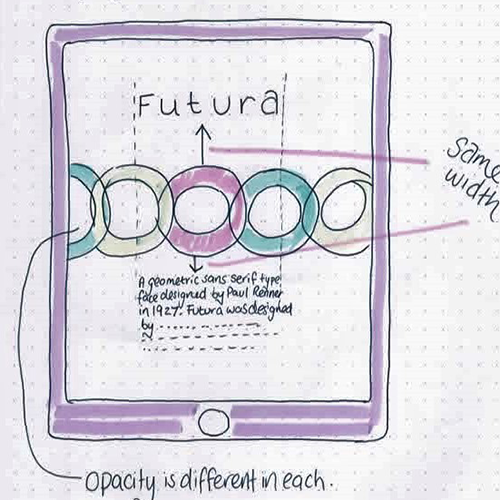 Futura
Same
width
A geometric sans serif type
face designed by Paul Renner
in 1927. Futura was designed
by
Opacity is different in each.